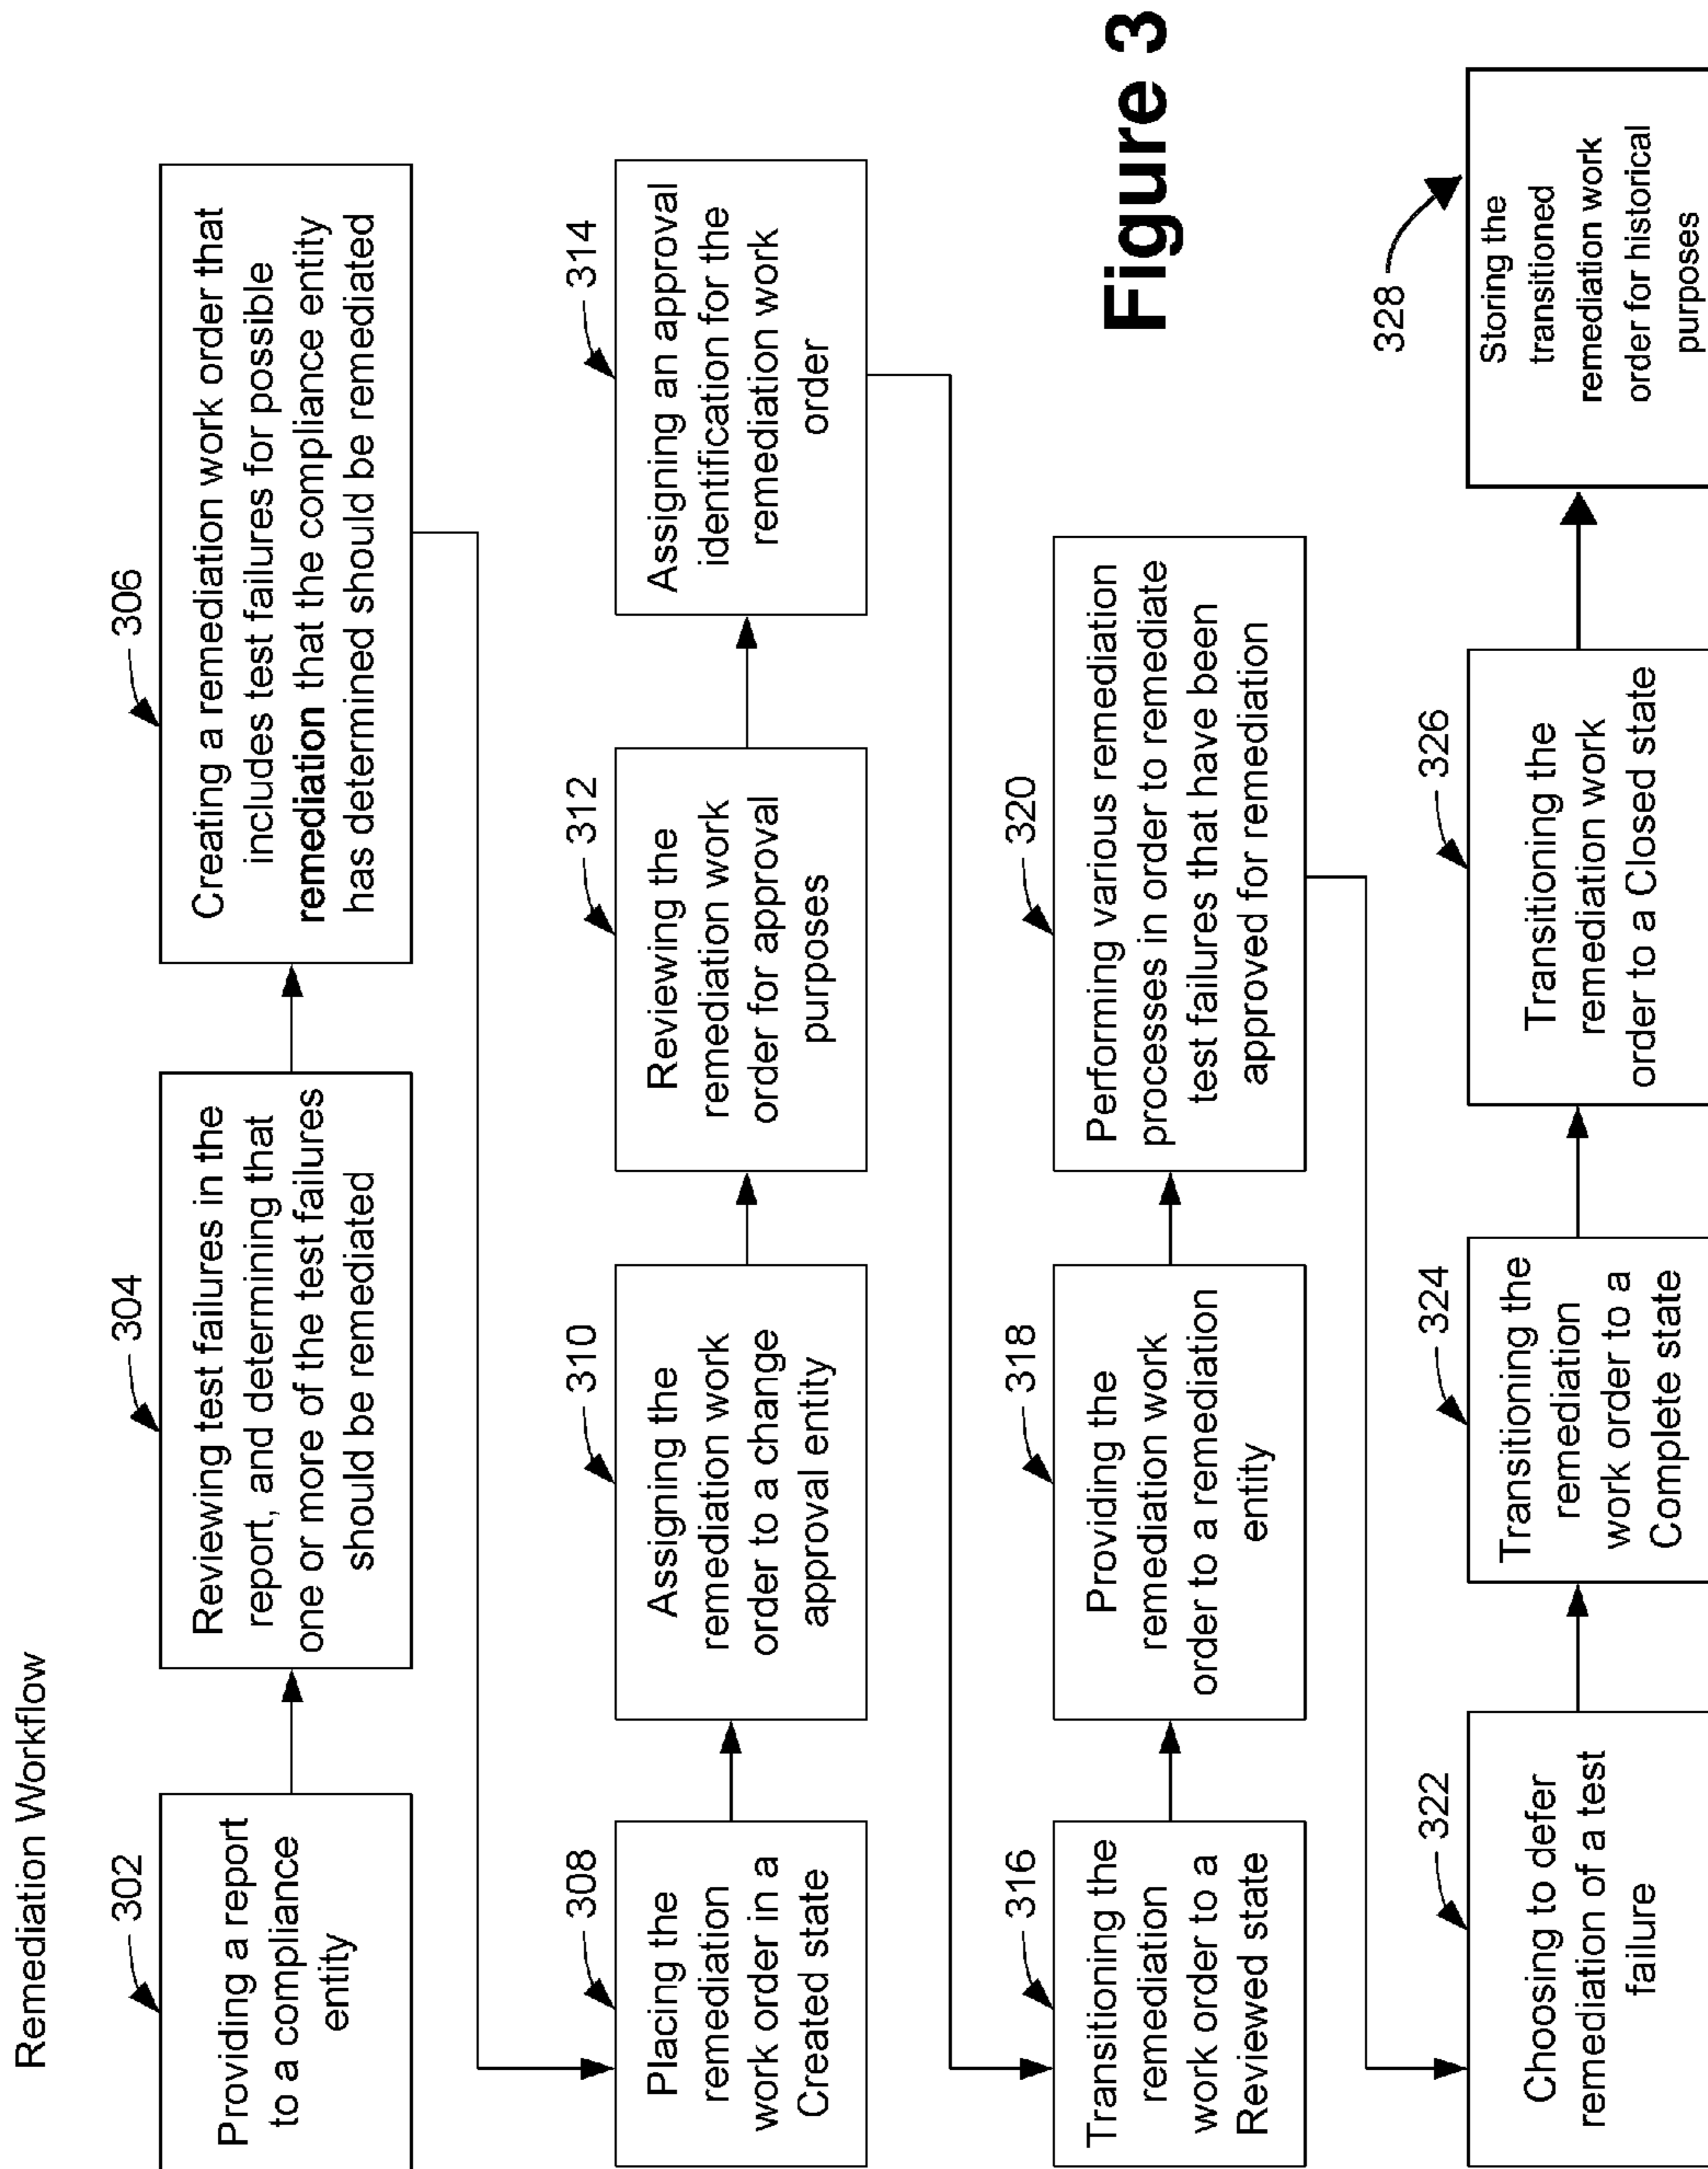 Remediation Workflow
302
Providing a report
to a compliance
entity
304
Reviewing test failures in the
report, and determining that
one or more of the test failures
should be remediated
306
Creating a remediation work order that
includes test failures for possible
remediation that the compliance entity
has determined should be remediated
308
Placing the
remediation
work order in a
Created state
310
Assigning the
remediation work
order to a change
approval entity
312
Reviewing the
remediation work
order for approval
purposes
314
Assigning an approval
identification for the
remediation work
order
316
Transitioning the
remediation
work order to a
Reviewed state
318
Providing the
remediation work
order to a remediation
entity
320
Performing various remediation
processes in order to remediate
test failures that have been
approved for remediation
322
Choosing to defer
remediation of a test
failure
324
Transitioning the
remediation
work order to a
Complete state
326
Transitioning the
remediation work
order to a Closed state
328
Storing the
transitioned
remediation work
order for historical
purposes
Figure 3